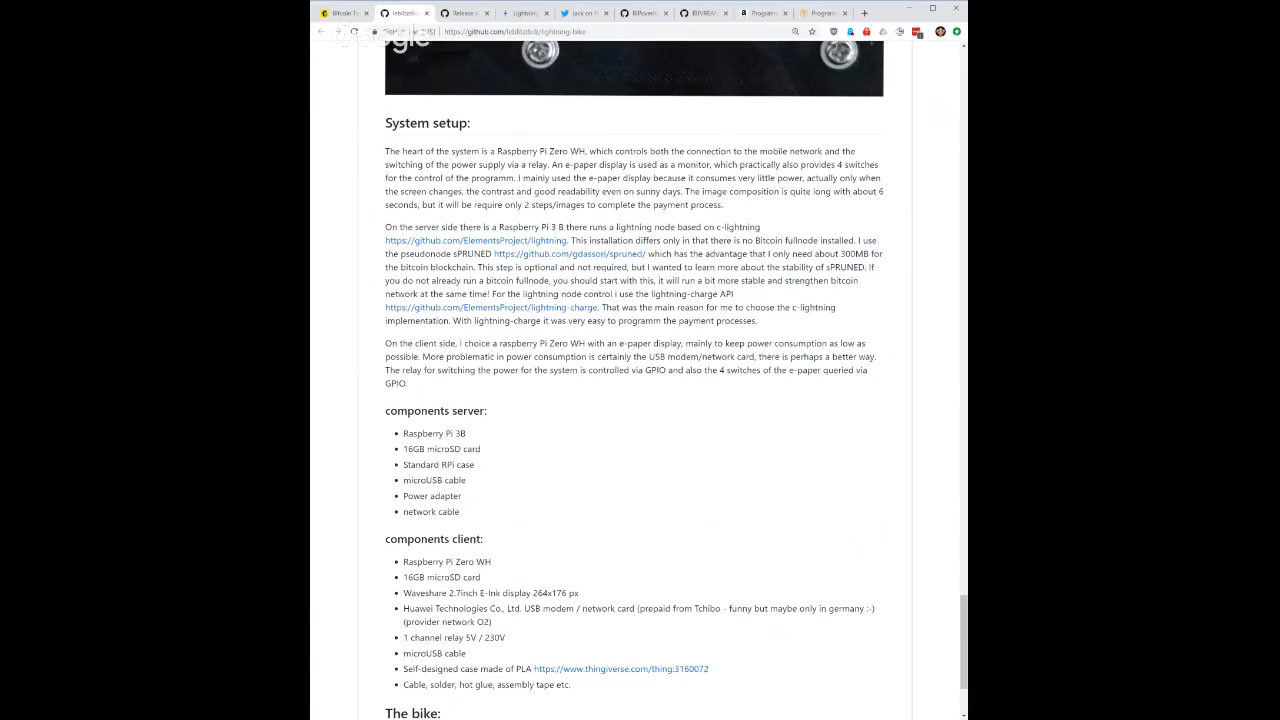 Bitcoin To
leblitzdick
Release
Lightning
jack on T
BIPoverb
BIPVREAD
Programm
Programm
https://github.com/leblitzdick/lightning-bike
Google
System setup:
The heart of the system is a Raspberry Pi Zero WH, which controls both the connection to the mobile network and the
switching of the power supply via a relay. An e-paper display is used as a monitor, which practically also provides 4 switches
for the control of the programm. I mainly used the e-paper display because it consumes very little power, actually only when
the screen changes, the contrast and good readability even on sunny days. The image composition is quite long with about 6
seconds, but it will be require only 2 steps/images to complete the payment process.
On the server side there is a Raspberry Pi 3 B there runs a lightning node based on c-lightning
https://github.com/ElementsProject/lightning. This installation differs only in that there is no Bitcoin fullnode installed. I use
the pseudonode sPRUNED https://github.com/gdassori/spruned/ which has the advantage that I only need about 300MB for
the bitcoin blockchain. This step is optional and not required, but I wanted to learn more about the stability of sPRUNED. If
you do not already run a bitcoin fullnode, you should start with this, it will run a bit more stable and strengthen bitcoin
network at the same time! For the lightning node control i use the lightning-charge API
https://github.com/ElementsProject/lightning-charge. That was the main reason for me to choose the c-lightning
implementation. With lightning-charge it was very easy to programm the payment processes.
On the client side, i choice a raspberry Pi Zero WH with an e-paper display, mainly to keep power consumption as low as
possible. More problematic in power consumption is certainly the USB modem/network card, there is perhaps a better way.
The relay for switching the power for the system is controlled via GPIO and also the 4 switches of the e-paper queried via
GPIO.
components server:
Raspberry Pi 3B
16GB microSD card
Standard RPi case
microUSB cable
Power adapter
network cable
components client:
Raspberry Pi Zero WH
16GB microSD card
Waveshare 2.7inch E-Ink display 264x176 px
Huawei Technologies Co., Ltd. USB modem / network card (prepaid from Tchibo - funny but maybe only in germany :-)
(provider network O2)
1 channel relay 5V / 230V
microUSB cable
Self-designed case made of PLA https://www.thingiverse.com/thing:3160072
Cable, solder, hot glue, assembly tape etc.
The bike: